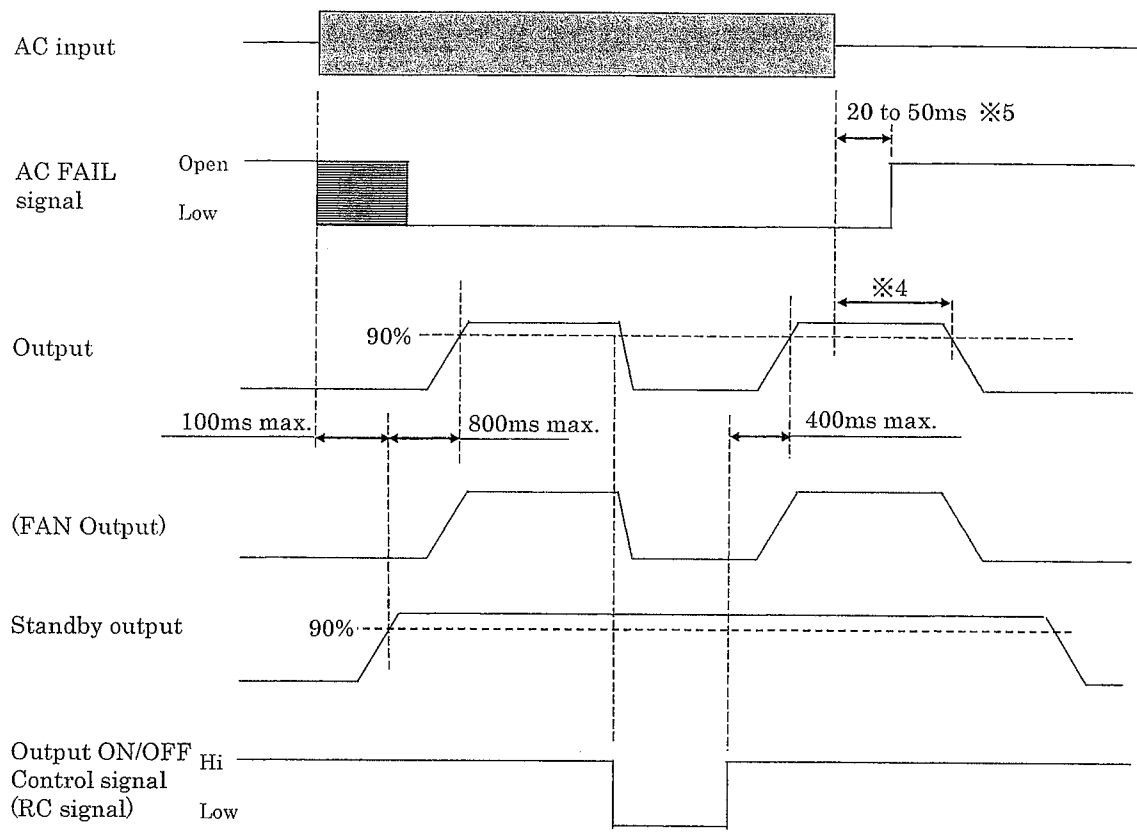 AC input
20 to 50ms ※5
AC FAIL
signal
Open
Low
※4
90%
Output
100ms max.
800ms max.
400ms max.
(FAN Output)
Standby output
90%
Output ON/OFF
Control signal
(RC signal)
Hi
Low